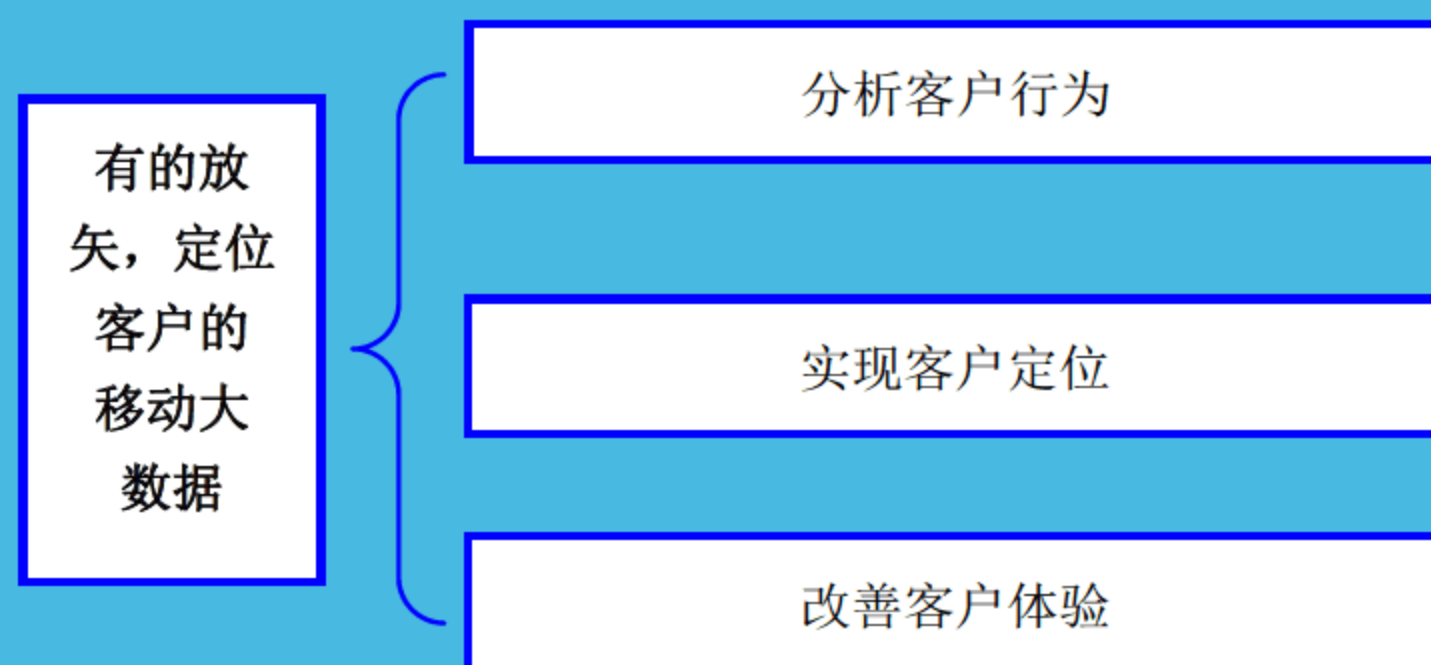 有的放
矢，定位
客户的
移动大
数据
分析客户行为
实现客户定位
改善客户体验